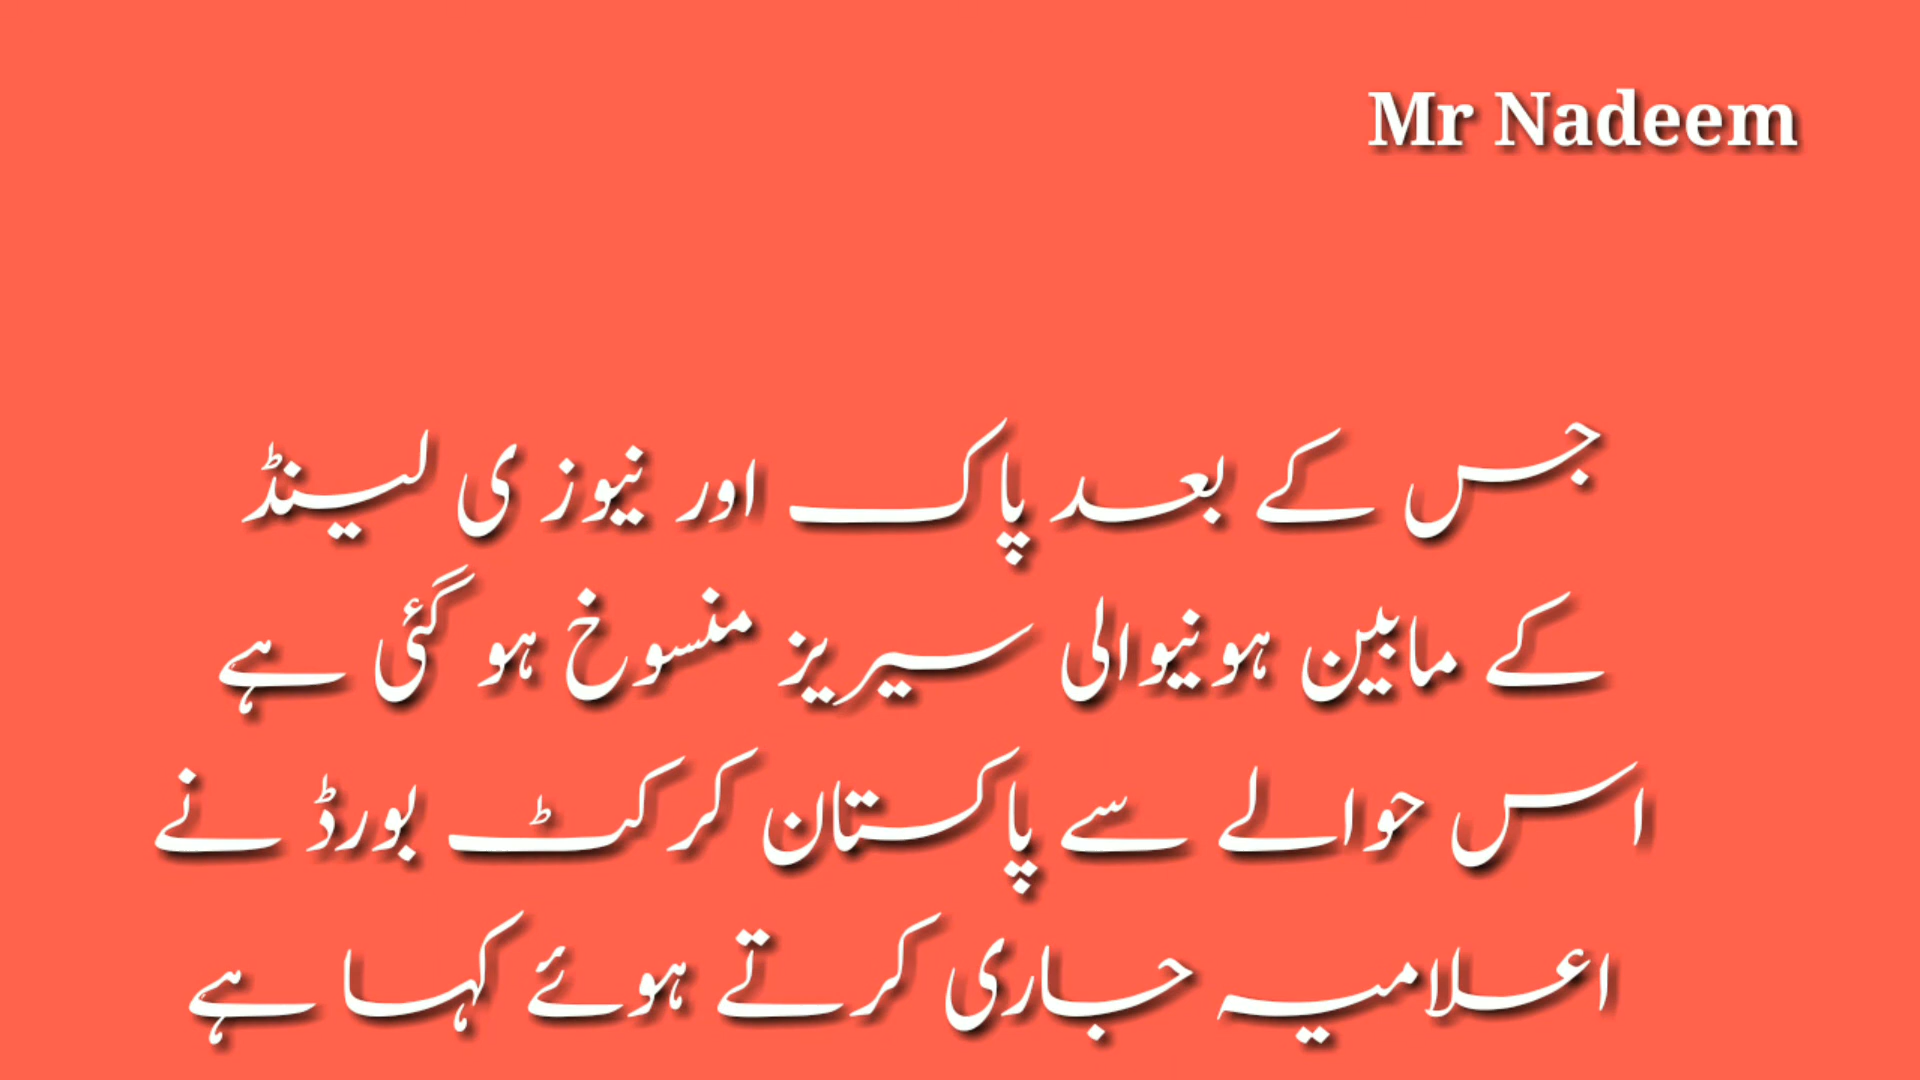 Mr Nadeem
جس کے بعد پاک اور نیوز ی لینڈ
کے مابین ہونیوالی سیریز منسوخ ہو گئی ہے
اس حوالے سے پاکستان کرکٹ بورڈ نے
اعلامیہ جاری کرتے ہوئے کہا ہے